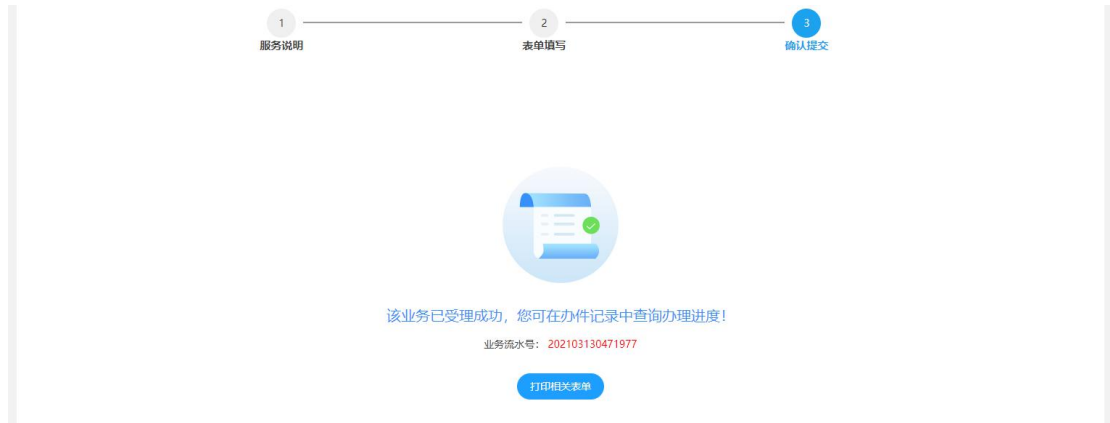 1 2 3
服务说明 表单填写 确认提交
该业务已受理成功，您可在办件记录中查询办理进度！
业务流水号： 202103130471977
打印相关表单